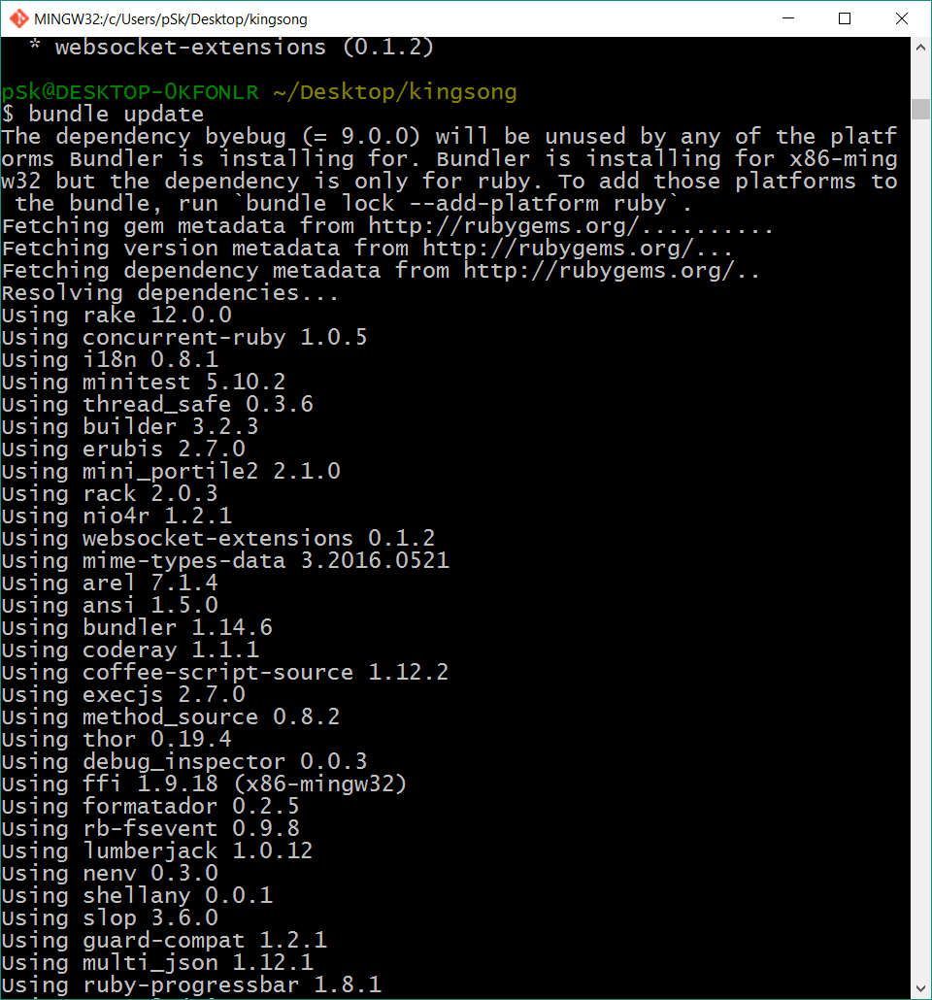 MINGW32:/c/Users/pSk/Desktop/kingsong
* websocket-extensions (0.1.2)
pSk@DESKTOP-0KFONLR ~/Desktop/kingsong
$ bundle update
The dependency byebug (= 9.0.0) will be unused by any of the platf
orms Bundler is installing for. Bundler is installing for x86-ming
w32 but the dependency is only for ruby. To add those platforms to
the bundle, run `bundle lock --add-platform ruby`.
Fetching gem metadata from http://rubygems.org/..........
Fetching version metadata from http://rubygems.org/...
Fetching dependency metadata from http://rubygems.org/..
Resolving dependencies...
Using rake 12.0.0
Using concurrent-ruby 1.0.5
Using i18n 0.8.1
Using minitest 5.10.2
Using thread_safe 0.3.6
Using builder 3.2.3
Using erubis 2.7.0
Using mini_portile2 2.1.0
Using rack 2.0.3
Using nio4r 1.2.1
Using websocket-extensions 0.1.2
Using mime-types-data 3.2016.0521
Using arel 7.1.4
Using ansi 1.5.0
Using bundler 1.14.6
Using coderay 1.1.1
Using coffee-script-source 1.12.2
Using execjs 2.7.0
Using method_source 0.8.2
Using thor 0.19.4
Using debug_inspector 0.0.3
Using ffi 1.9.18 (x86-mingw32)
Using formatador 0.2.5
Using rb-fsevent 0.9.8
Using lumberjack 1.0.12
Using nenv 0.3.0
Using shellany 0.0.1
Using slop 3.6.0
Using guard-compat 1.2.1
Using multi_json 1.12.1
Using ruby-progressbar 1.8.1